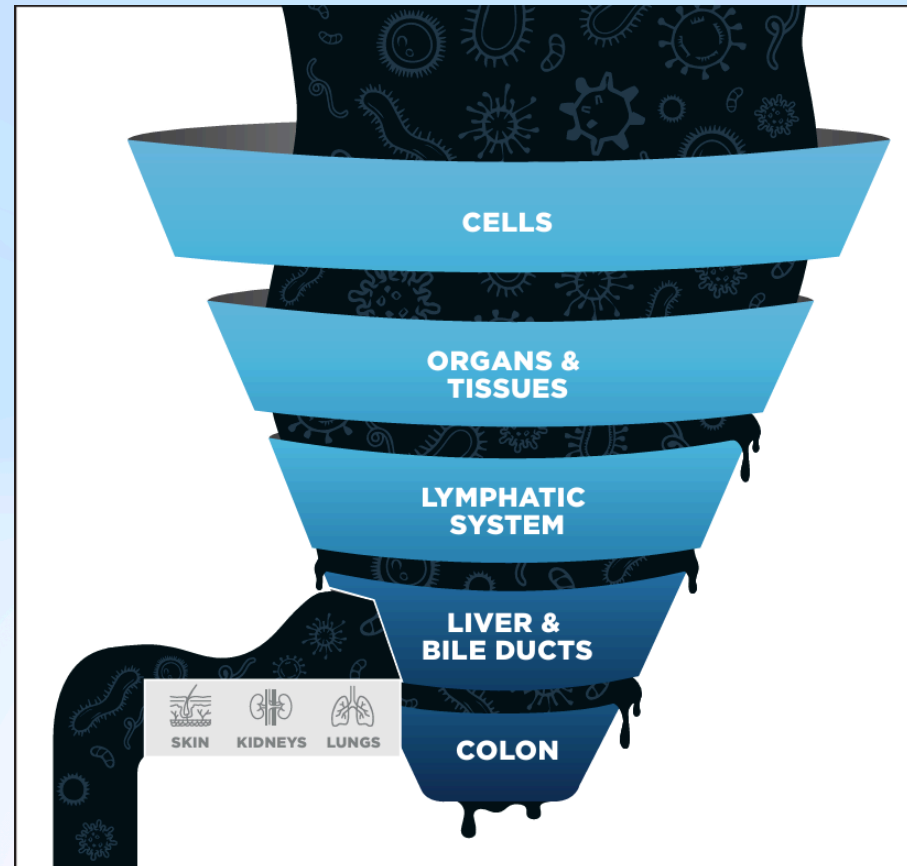 CELLS
ORGANS &
TISSUES
LYMPHATIC
SYSTEM
LIVER &
BILE DUCTS
SKIN KIDNEYS LUNGS
COLON